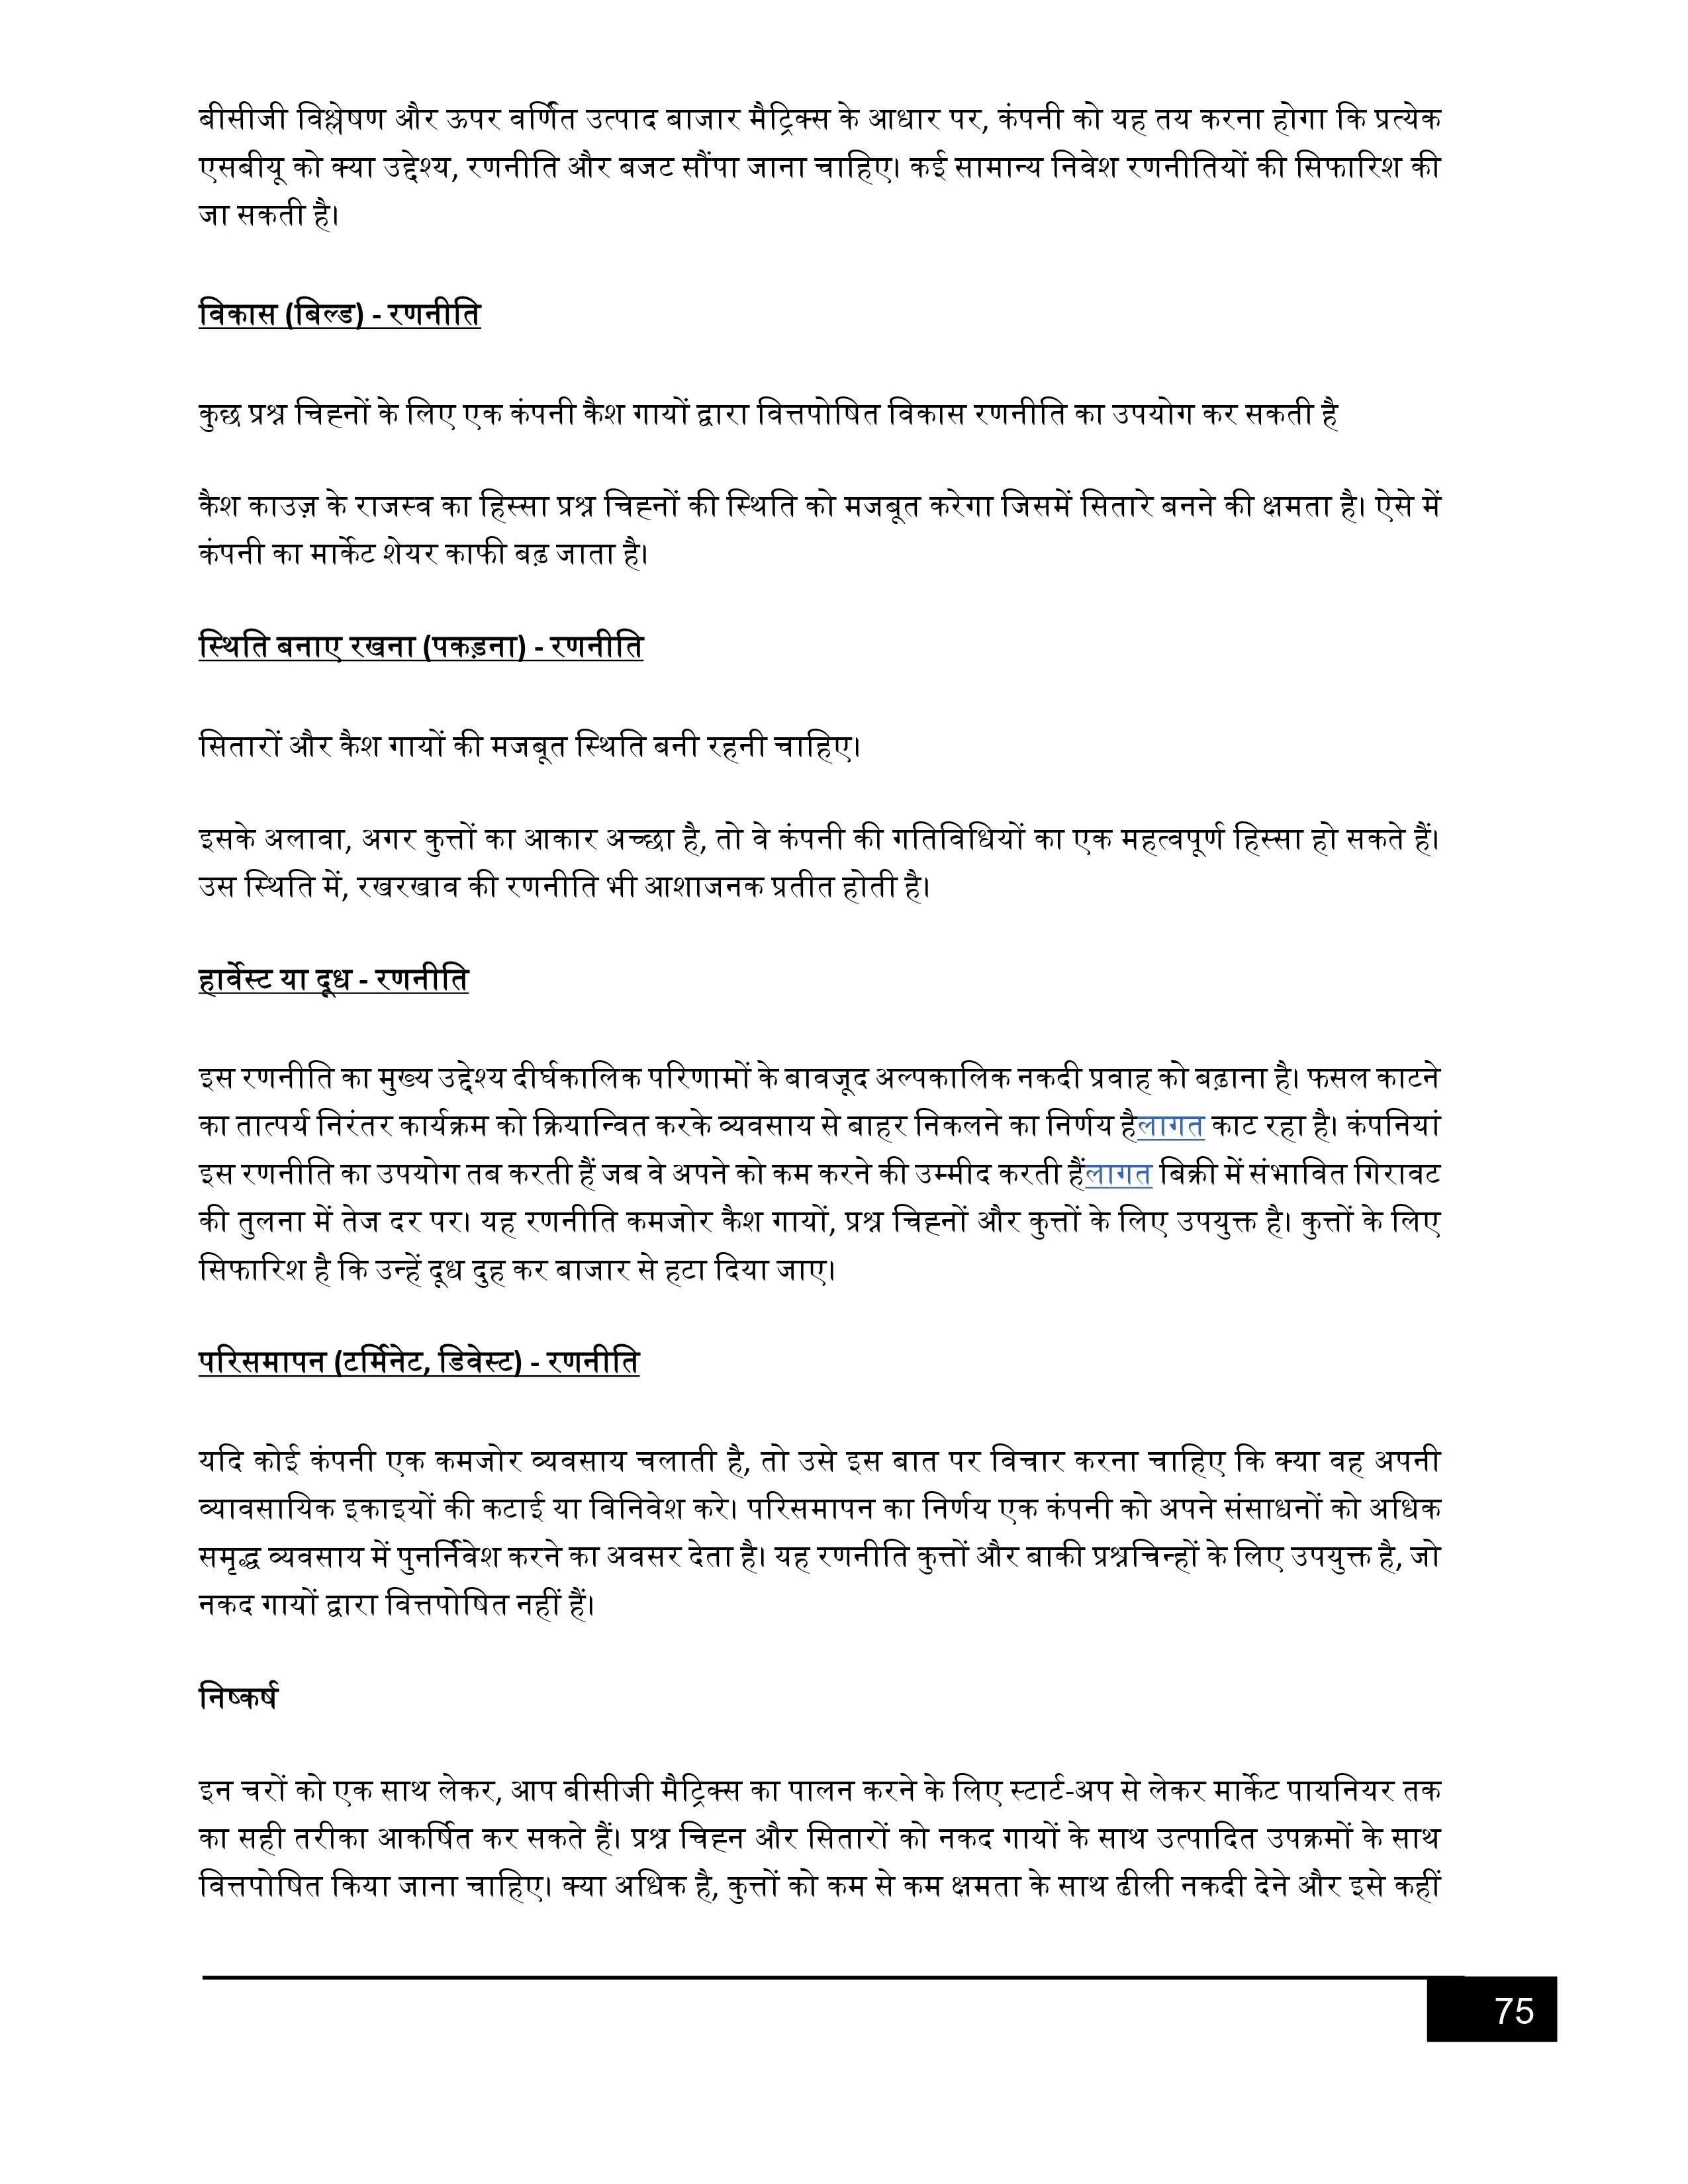 बीसीजी विश्लेषण और ऊपर वर्णित उत्पाद बाजार मैट्रिक्स के आधार पर, कंपनी को यह तय करना होगा कि प्रत्येक
एसबीयू को क्या उद्देश्य, रणनीति और बजट सौंपा जाना चाहिए। कई सामान्य निवेश रणनीतियों की सिफारिश की
जा सकती है।
विकास (बिल्ड) - रणनीति
कुछ प्रश्न चिह्नों के लिए एक कंपनी कैश गायों द्वारा वित्तपोषित विकास रणनीति का उपयोग कर सकती है
कैश काउज़ के राजस्व का हिस्सा प्रश्न चिह्नों की स्थिति को मजबूत करेगा जिसमें सितारे बनने की क्षमता है। ऐसे में
कंपनी का मार्केट शेयर काफी बढ़ जाता है।
स्थिति बनाए रखना (पकड़ना) - रणनीति
सितारों और कैश गायों की मजबूत स्थिति बनी रहनी चाहिए।
इसके अलावा, अगर कुत्तों का आकार अच्छा है, तो वे कंपनी की गतिविधियों का एक महत्वपूर्ण हिस्सा हो सकते हैं।
उस स्थिति में, रखरखाव की रणनीति भी आशाजनक प्रतीत होती है।
हार्वेस्ट या दूध - रणनीति
इस रणनीति का मुख्य उद्देश्य दीर्घकालिक परिणामों के बावजूद अल्पकालिक नकदी प्रवाह को बढ़ाना है। फसल काटने
का तात्पर्य निरंतर कार्यक्रम को क्रियान्वित करके व्यवसाय से बाहर निकलने का निर्णय हैलागत काट रहा है। कंपनियां
इस रणनीति का उपयोग तब करती हैं जब वे अपने को कम करने की उम्मीद करती हैंलागत बिक्री में संभावित गिरावट
की तुलना में तेज दर पर। यह रणनीति कमजोर कैश गायों, प्रश्न चिह्नों और कुत्तों के लिए उपयुक्त है। कुत्तों के लिए
सिफारिश है कि उन्हें दूध दुह कर बाजार से हटा दिया जाए।
परिसमापन (टर्मिनेट, डिवेस्ट) - रणनीति
यदि कोई कंपनी एक कमजोर व्यवसाय चलाती है, तो उसे इस बात पर विचार करना चाहिए कि क्या वह अपनी
व्यावसायिक इकाइयों की कटाई या विनिवेश करे। परिसमापन का निर्णय एक कंपनी को अपने संसाधनों को अधिक
समृद्ध व्यवसाय में पुनर्निवेश करने का अवसर देता है। यह रणनीति कुत्तों और बाकी प्रश्नचिन्हों के लिए उपयुक्त है, जो
नकद गायों द्वारा वित्तपोषित नहीं हैं।
निष्कर्ष
इन चरों को एक साथ लेकर, आप बीसीजी मैट्रिक्स का पालन करने के लिए स्टार्ट-अप से लेकर मार्केट पायनियर तक
का सही तरीका आकर्षित कर सकते हैं। प्रश्न चिह्न और सितारों को नकद गायों के साथ उत्पादित उपक्रमों के साथ
वित्तपोषित किया जाना चाहिए। क्या अधिक है, कुत्तों को कम से कम क्षमता के साथ ढीली नकदी देने और इसे कहीं
75